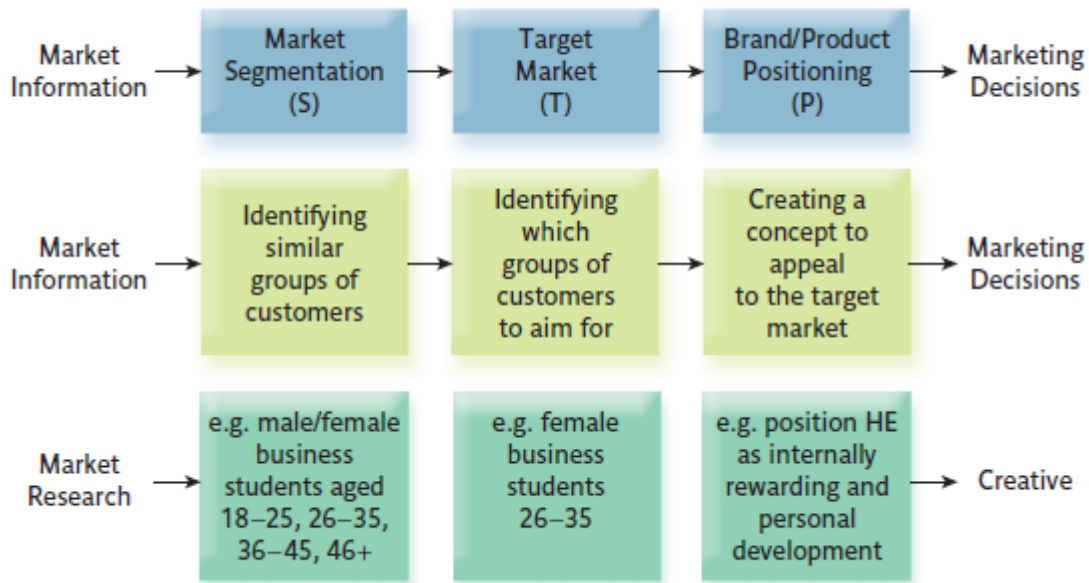 Market
Information
Market
Segmentation
(S)
Target
Market
(T)
Brand/Product
Positioning
(P)
Marketing
Decisions
Market
Information
Identifying
similar
groups of
customers
Identifying
which
groups of
customers
to aim for
Creating a
concept to
appeal
to the target
market
Marketing
Decisions
Market
Research
e.g. male/female
business
students aged
18–25, 26–35,
36–45, 46+
e.g. female
business
students
26–35
e.g. position HE
as internally
rewarding and
personal
development
Creative